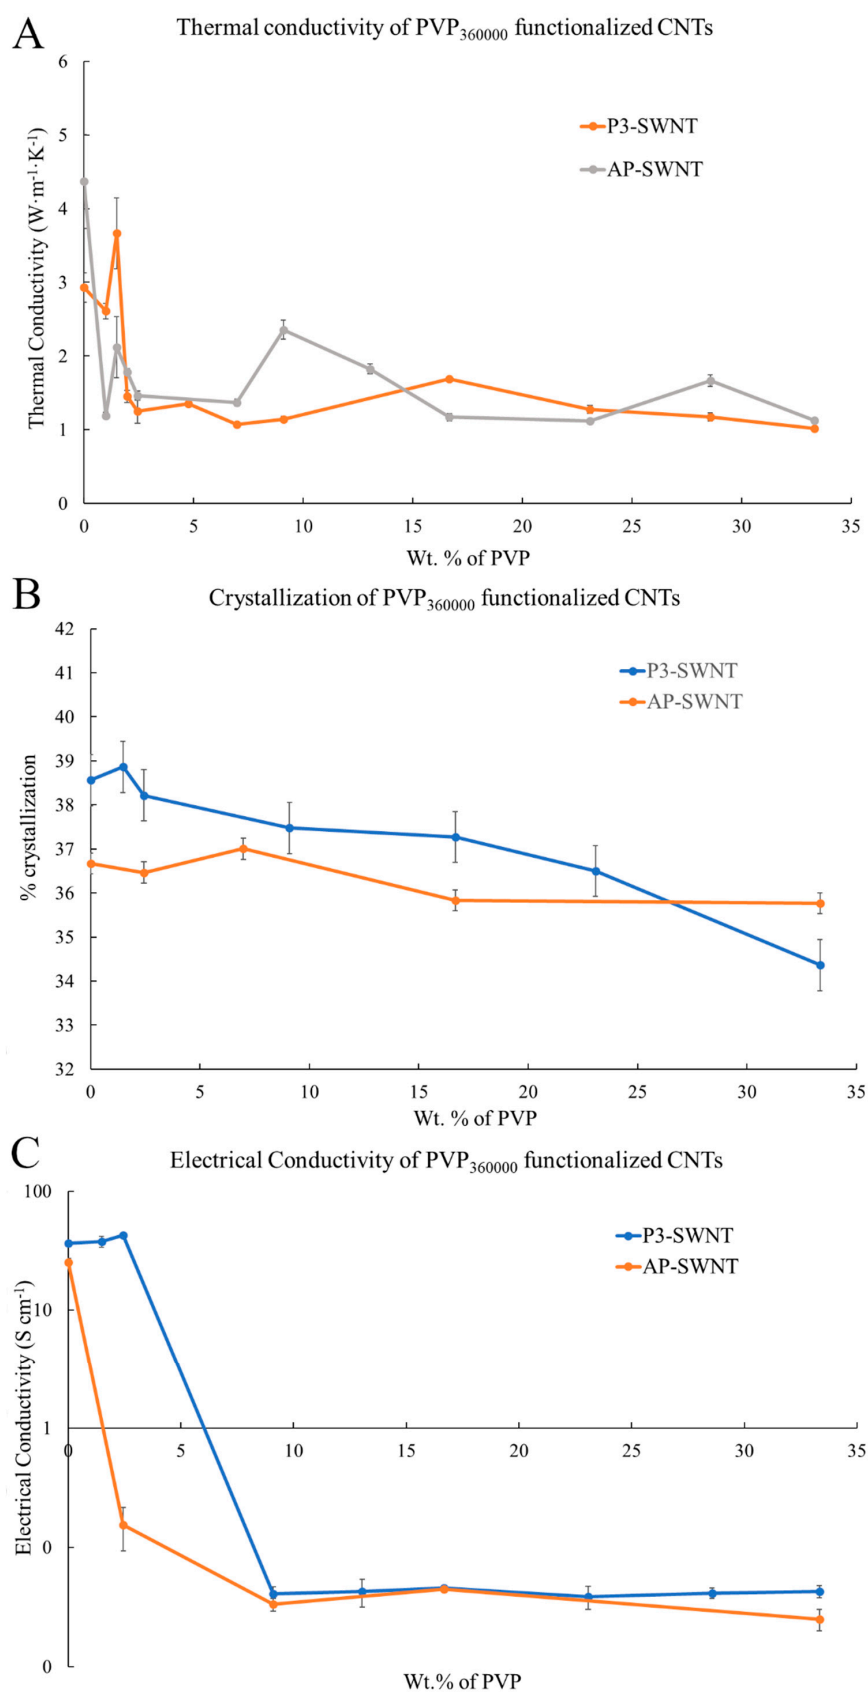 A
Thermal conductivity of PVP360000 functionalized CNTs
Thermal Conductivity (W·m-1·K-1)
6
5
4
3
2
1
0
P3-SWNT
AP-SWNT
0 5 10 15 20 25 30 35
Wt. % of PVP
B
Crystallization of PVP360000 functionalized CNTs
% crystallization
42
41
40
39
38
37
36
35
34
33
32
P3-SWNT
AP-SWNT
0 5 10 15 20 25 30 35
Wt. % of PVP
C
Electrical Conductivity of PVP360000 functionalized CNTs
Electrical Conductivity (S cm-1)
100
10
1
0
0
P3-SWNT
AP-SWNT
0 5 10 15 20 25 30 35
Wt.% of PVP